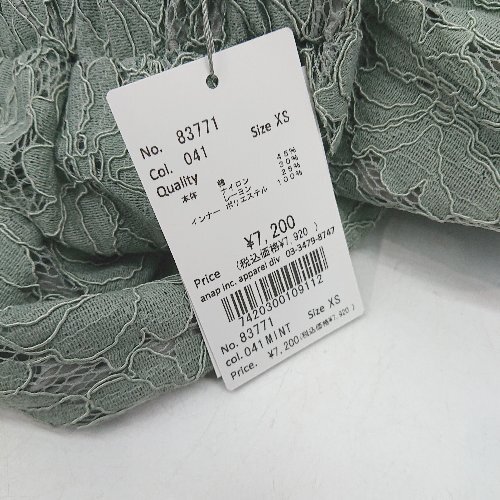 No. 83771 Size XS
Col. 041
Quality
本体 綿 45%
ナイロン 30%
レーヨン 25%
インナー ポリエステル 100%
¥7,200
Price (税込価格¥7,920)
anap inc. apparel div 03-3479-8747
7420300109112
No. 83771 Size XS
col. 041 MINT
Price. ¥7,200(税込価格¥7,920)